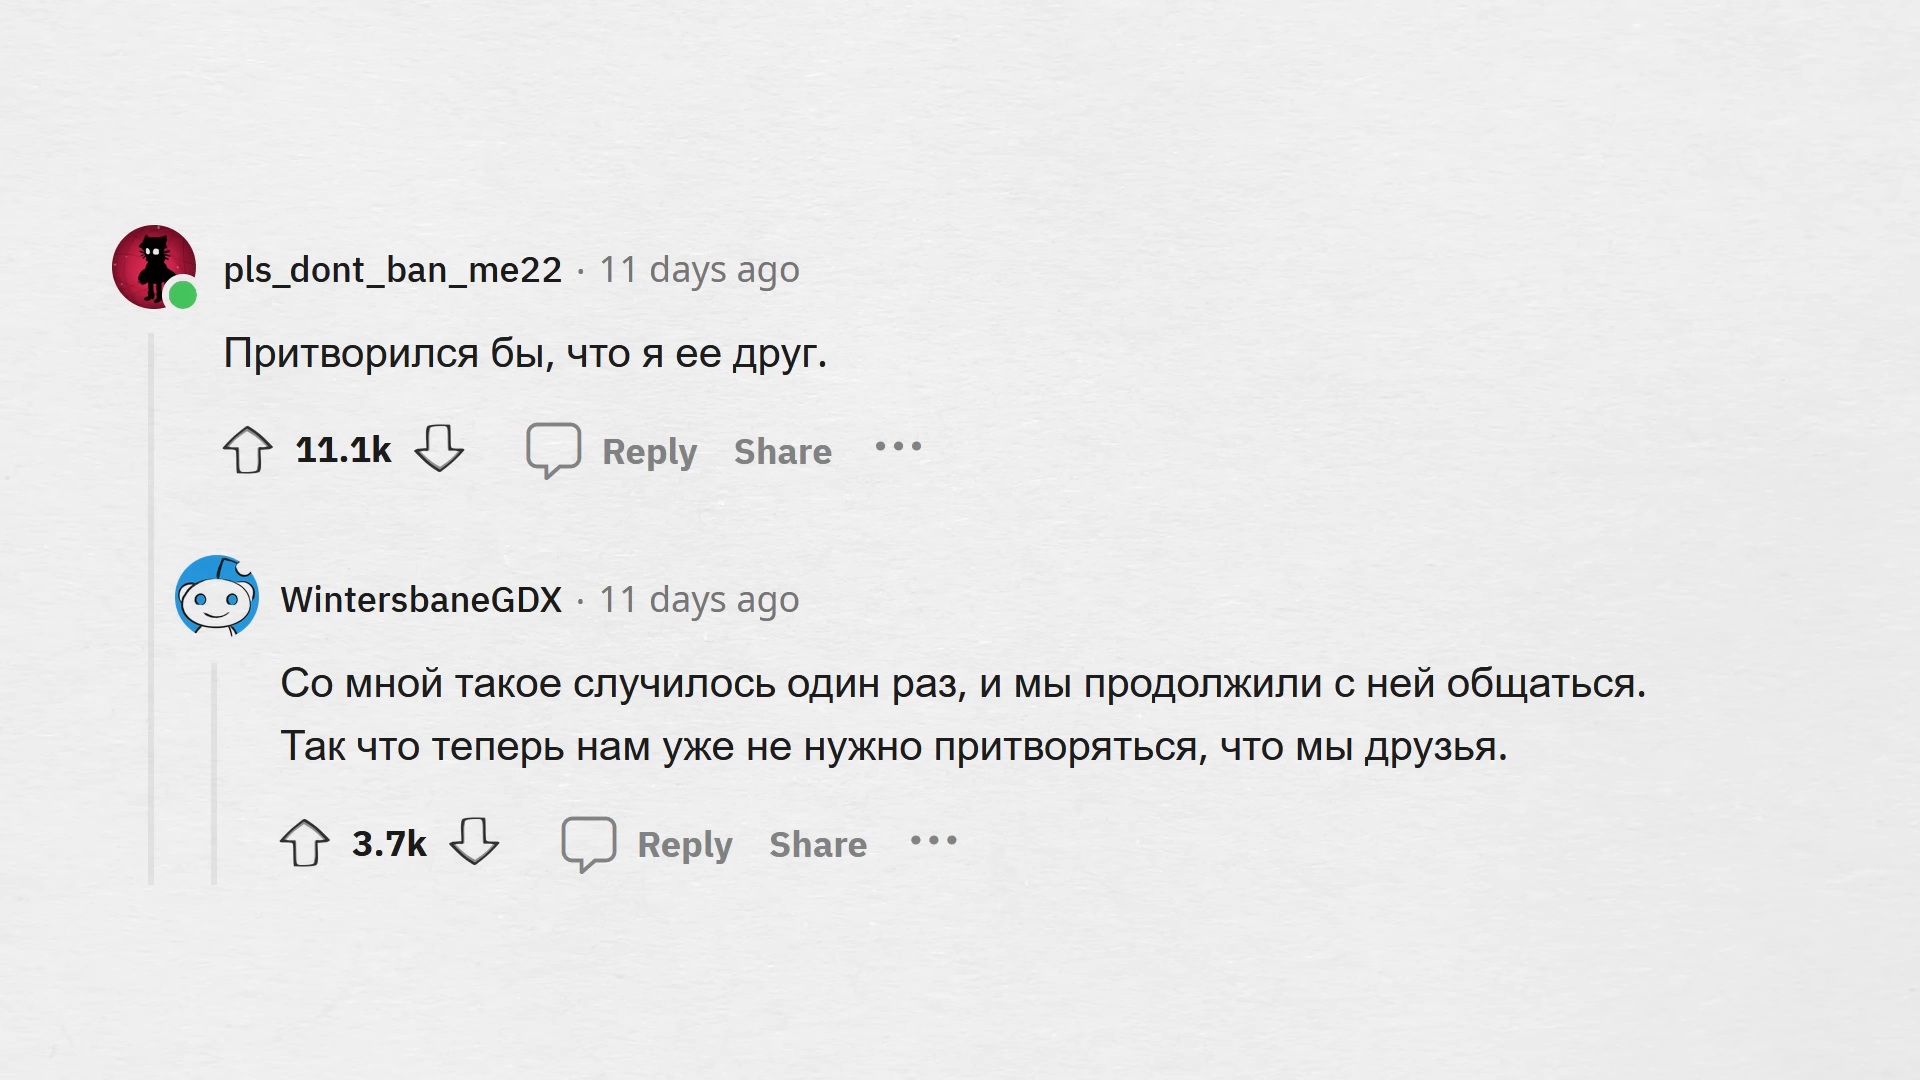 pls_dont_ban_me22 · 11 days ago
Притворился бы, что я ее друг.
11.1k Reply Share
WintersbaneGDX · 11 days ago
Со мной такое случилось один раз, и мы продолжили с ней общаться.
Так что теперь нам уже не нужно притворяться, что мы друзья.
3.7k Reply Share